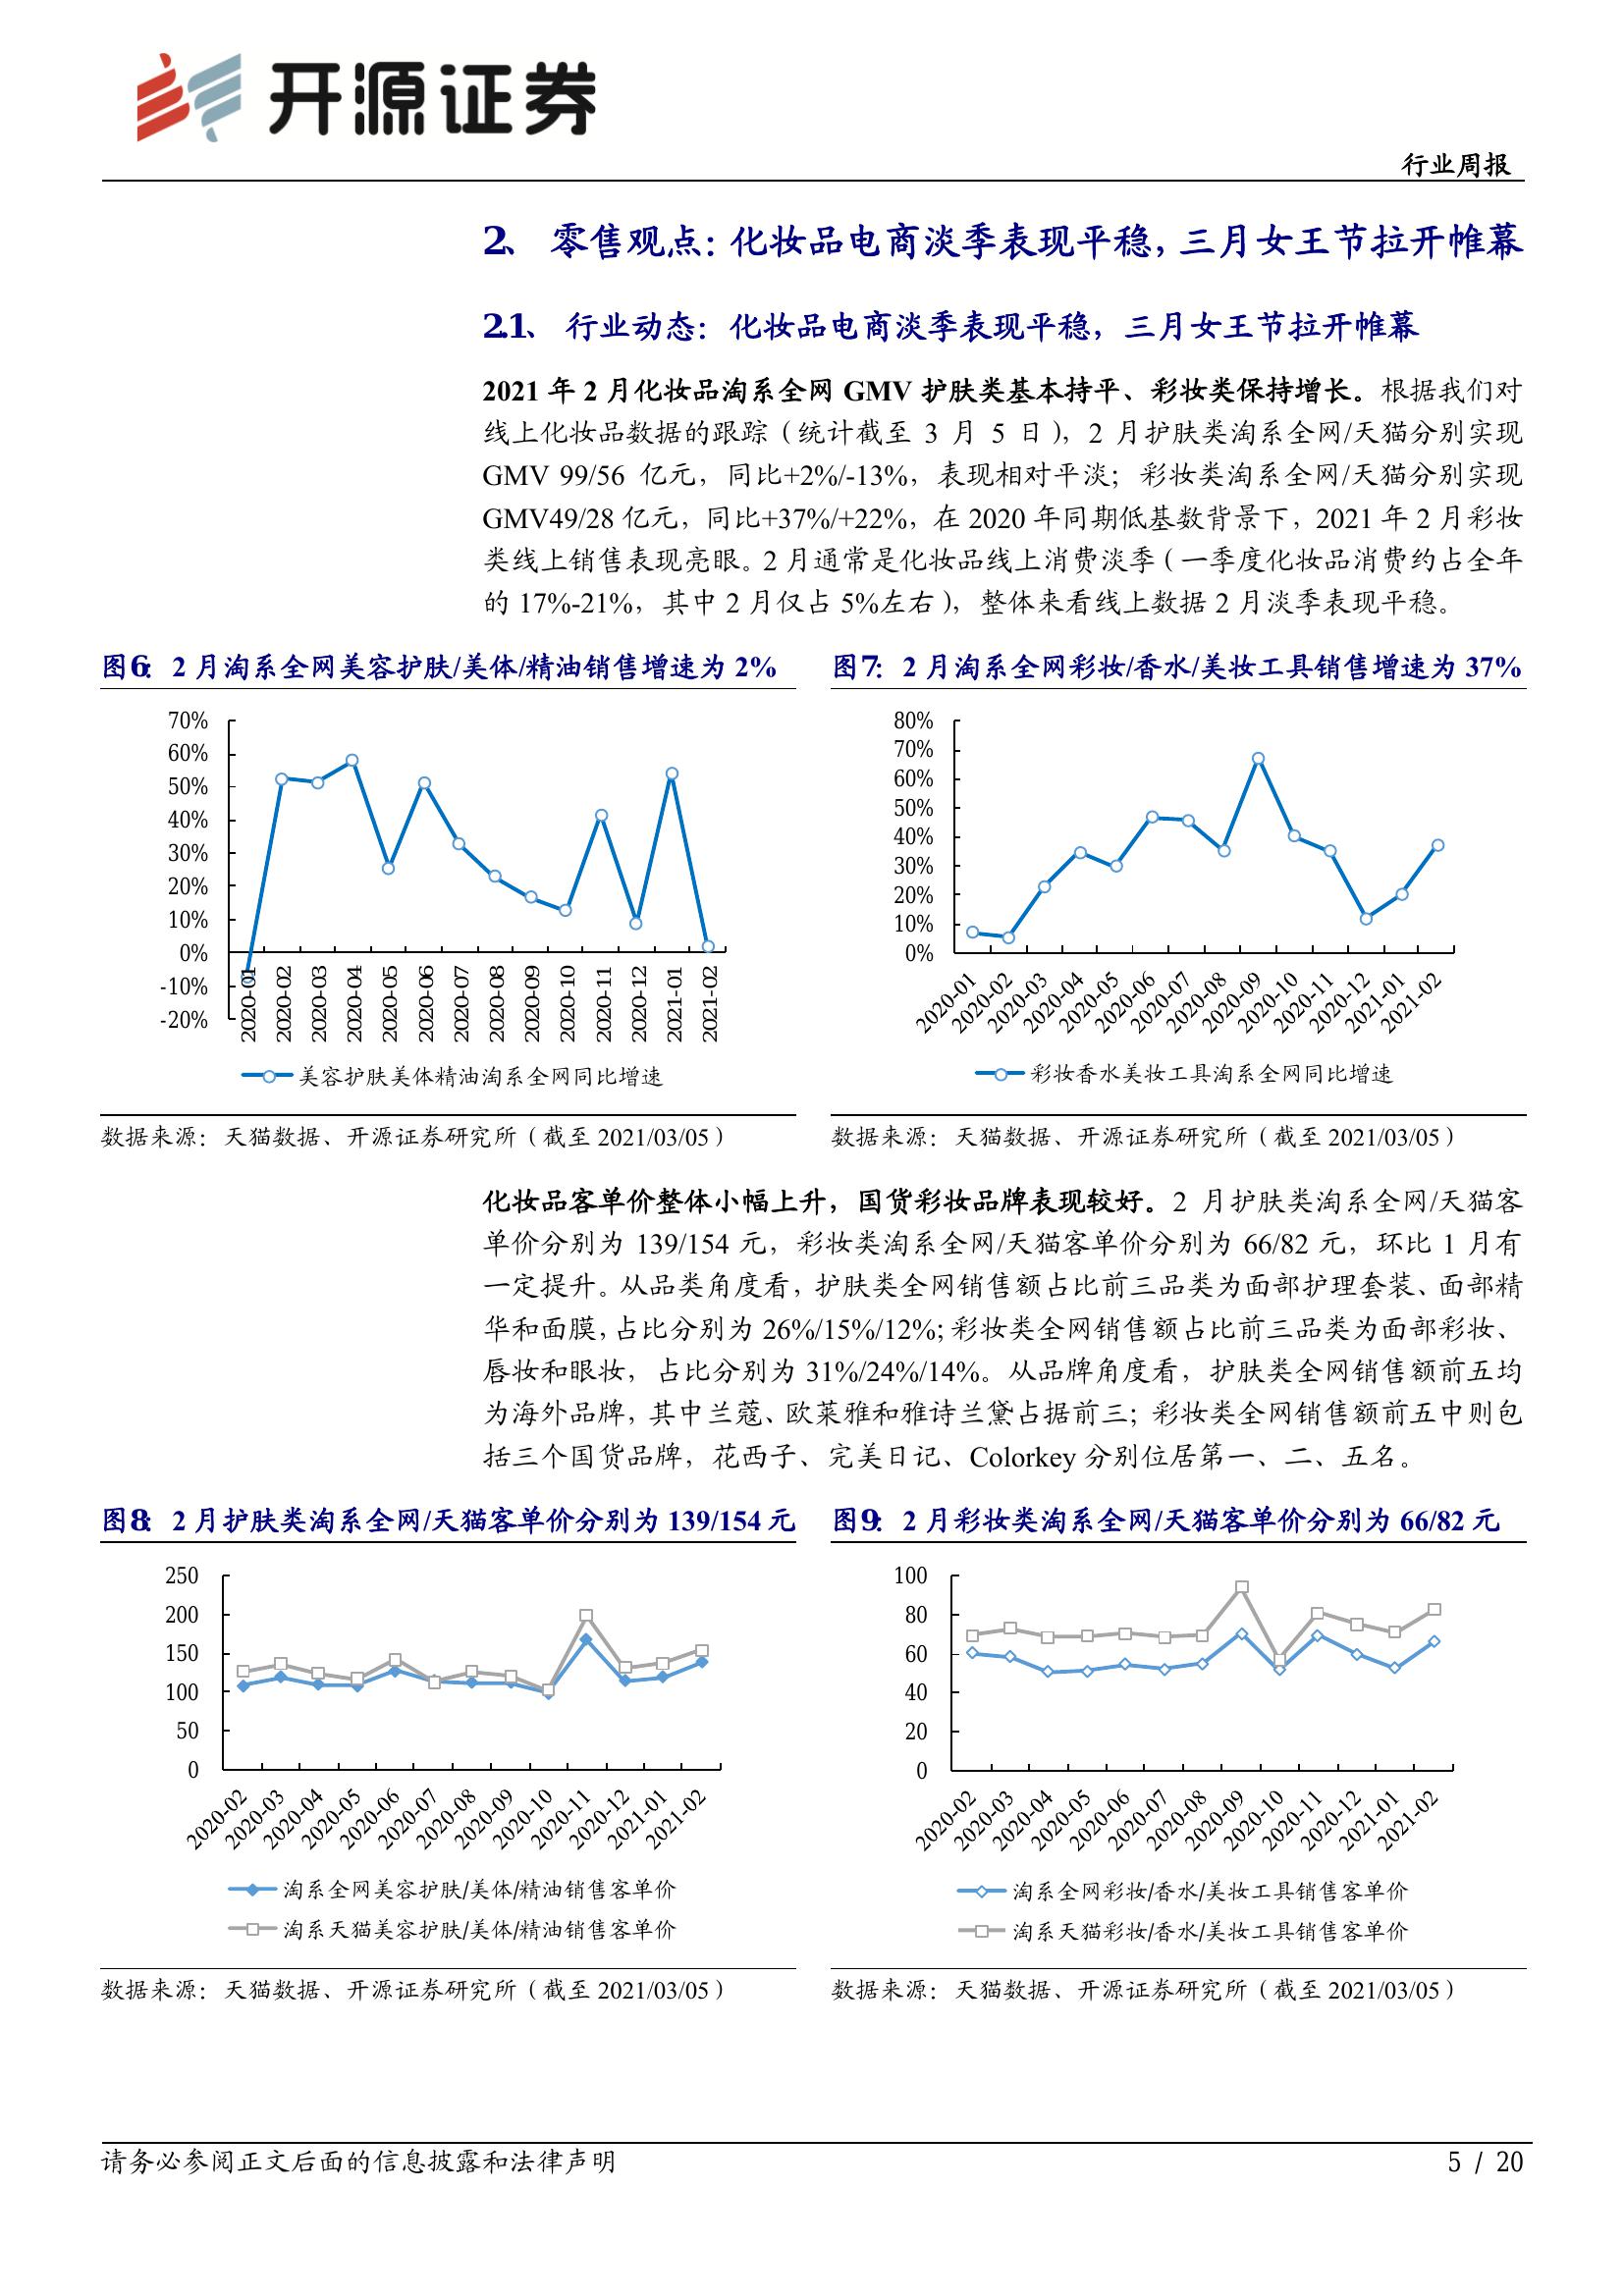 开源证券
行业周报
2、 零售观点：化妆品电商淡季表现平稳，三月女王节拉开帷幕
2.1、 行业动态：化妆品电商淡季表现平稳，三月女王节拉开帷幕
2021 年 2 月化妆品淘系全网 GMV 护肤类基本持平、彩妆类保持增长。根据我们对
线上化妆品数据的跟踪（统计截至 3 月 5 日），2 月护肤类淘系全网/天猫分别实现
GMV 99/56 亿元，同比+2%/-13%，表现相对平淡；彩妆类淘系全网/天猫分别实现
GMV49/28 亿元，同比+37%/+22%，在 2020 年同期低基数背景下，2021 年 2 月彩妆
类线上销售表现亮眼。2 月通常是化妆品线上消费淡季（一季度化妆品消费约占全年
的 17%-21%，其中 2 月仅占 5%左右），整体来看线上数据 2 月淡季表现平稳。
图6： 2 月淘系全网美容护肤/美体/精油销售增速为 2%
70%
60%
50%
40%
30%
20%
10%
0%
-10%
-20%
2020-01
2020-02
2020-03
2020-04
2020-05
2020-06
2020-07
2020-08
2020-09
2020-10
2020-11
2020-12
2021-01
2021-02
美容护肤美体精油淘系全网同比增速
数据来源：天猫数据、开源证券研究所（截至 2021/03/05）
图7： 2 月淘系全网彩妆/香水/美妆工具销售增速为 37%
80%
70%
60%
50%
40%
30%
20%
10%
0%
2020-01
2020-02
2020-03
2020-04
2020-05
2020-06
2020-07
2020-08
2020-09
2020-10
2020-11
2020-12
2021-01
2021-02
彩妆香水美妆工具淘系全网同比增速
数据来源：天猫数据、开源证券研究所（截至 2021/03/05）
化妆品客单价整体小幅上升，国货彩妆品牌表现较好。2 月护肤类淘系全网/天猫客
单价分别为 139/154 元，彩妆类淘系全网/天猫客单价分别为 66/82 元，环比 1 月有
一定提升。从品类角度看，护肤类全网销售额占比前三品类为面部护理套装、面部精
华和面膜，占比分别为 26%/15%/12%；彩妆类全网销售额占比前三品类为面部彩妆、
唇妆和眼妆，占比分别为 31%/24%/14%。从品牌角度看，护肤类全网销售额前五均
为海外品牌，其中兰蔻、欧莱雅和雅诗兰黛占据前三；彩妆类全网销售额前五中则包
括三个国货品牌，花西子、完美日记、Colorkey 分别位居第一、二、五名。
图8： 2 月护肤类淘系全网/天猫客单价分别为 139/154 元
250
200
150
100
50
0
2020-02
2020-03
2020-04
2020-05
2020-06
2020-07
2020-08
2020-09
2020-10
2020-11
2020-12
2021-01
2021-02
淘系全网美容护肤/美体/精油销售客单价
淘系天猫美容护肤/美体/精油销售客单价
数据来源：天猫数据、开源证券研究所（截至 2021/03/05）
图9： 2 月彩妆类淘系全网/天猫客单价分别为 66/82 元
100
80
60
40
20
0
2020-02
2020-03
2020-04
2020-05
2020-06
2020-07
2020-08
2020-09
2020-10
2020-11
2020-12
2021-01
2021-02
淘系全网彩妆/香水/美妆工具销售客单价
淘系天猫彩妆/香水/美妆工具销售客单价
数据来源：天猫数据、开源证券研究所（截至 2021/03/05）
请务必参阅正文后面的信息披露和法律声明
5 / 20